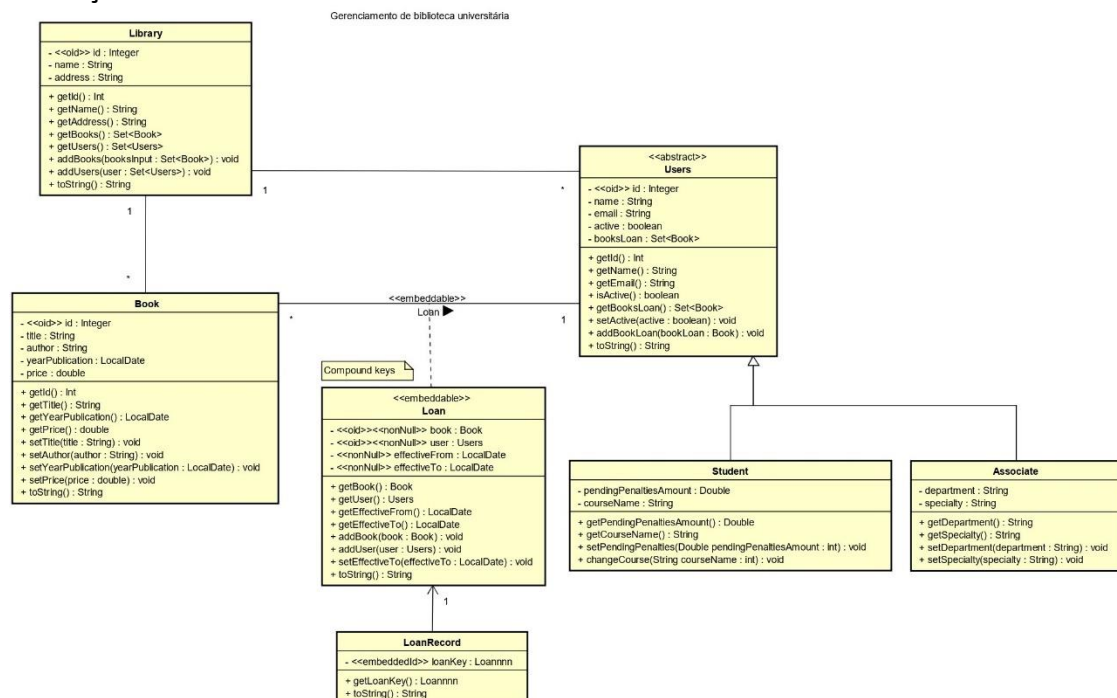 Gerenciamento de biblioteca universitária
Library
- <<oid>> id : Integer
- name : String
- address : String
+ getId() : Int
+ getName() : String
+ getAddress() : String
+ getBooks() : Set<Book>
+ getUsers() : Set<Users>
+ addBooks(booksInput : Set<Book>) : void
+ addUsers(user : Set<Users>) : void
+ toString() : String
1
*
1
*
<<abstract>>
Users
- <<oid>> id : Integer
- name : String
- email : String
- active : boolean
- booksLoan : Set<Book>
+ getId() : Int
+ getName() : String
+ getEmail() : String
+ isActive() : boolean
+ getBooksLoan() : Set<Book>
+ setActive(active : boolean) : void
+ addBookLoan(bookLoan : Book) : void
+ toString() : String
Book
- <<oid>> id : Integer
- title : String
- author : String
- yearPublication : LocalDate
- price : double
+ getId() : Int
+ getTitle() : String
+ getYearPublication() : LocalDate
+ getPrice() : double
+ setTitle(title : String) : void
+ setAuthor(author : String) : void
+ setYearPublication(yearPublication : LocalDate) : void
+ setPrice(price : double) : void
+ toString() : String
*
<<embeddable>>
Loan
1
Compound keys
<<embeddable>>
Loan
- <<oid>><<nonNull>> book : Book
- <<oid>><<nonNull>> user : Users
- <<nonNull>> effectiveFrom : LocalDate
- <<nonNull>> effectiveTo : LocalDate
+ getBook() : Book
+ getUser() : Users
+ getEffectiveFrom() : LocalDate
+ getEffectiveTo() : LocalDate
+ addBook(book : Book) : void
+ addUser(user : Users) : void
+ setEffectiveTo(effectiveTo : LocalDate) : void
+ toString() : String
1
Student
- pendingPenaltiesAmount : Double
- courseName : String
+ getPendingPenaltiesAmount() : Double
+ getCourseName() : String
+ setPendingPenalties(Double pendingPenaltiesAmount : int) : void
+ changeCourse(String courseName : int) : void
Associate
- department : String
- specialty : String
+ getDepartment() : String
+ getSpecialty() : String
+ setDepartment(department : String) : void
+ setSpecialty(specialty : String) : void
LoanRecord
- <<embeddedId>> loanKey : Loannnn
+ getLoanKey() : Loannnn
+ toString() : String